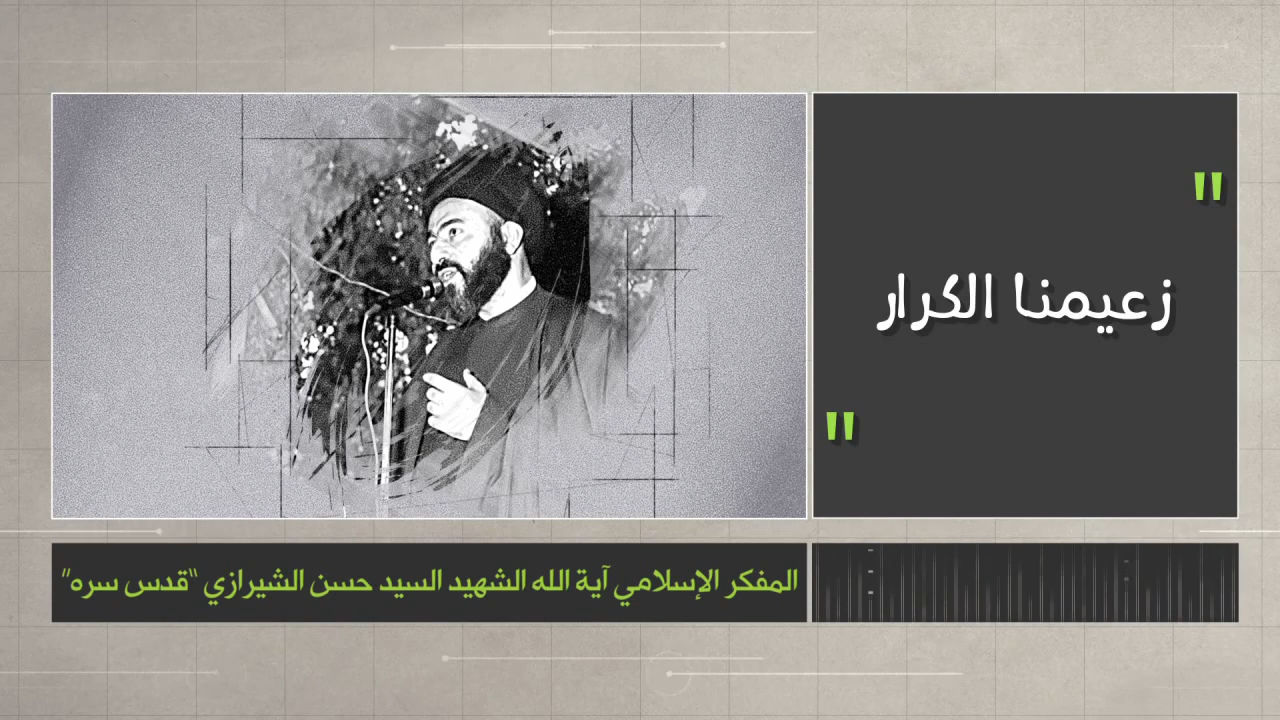 "
زعيمنا الكرار
"
المفكر الإسلامي آية الله الشهيد السيد حسن الشيرازي "قدس سره"